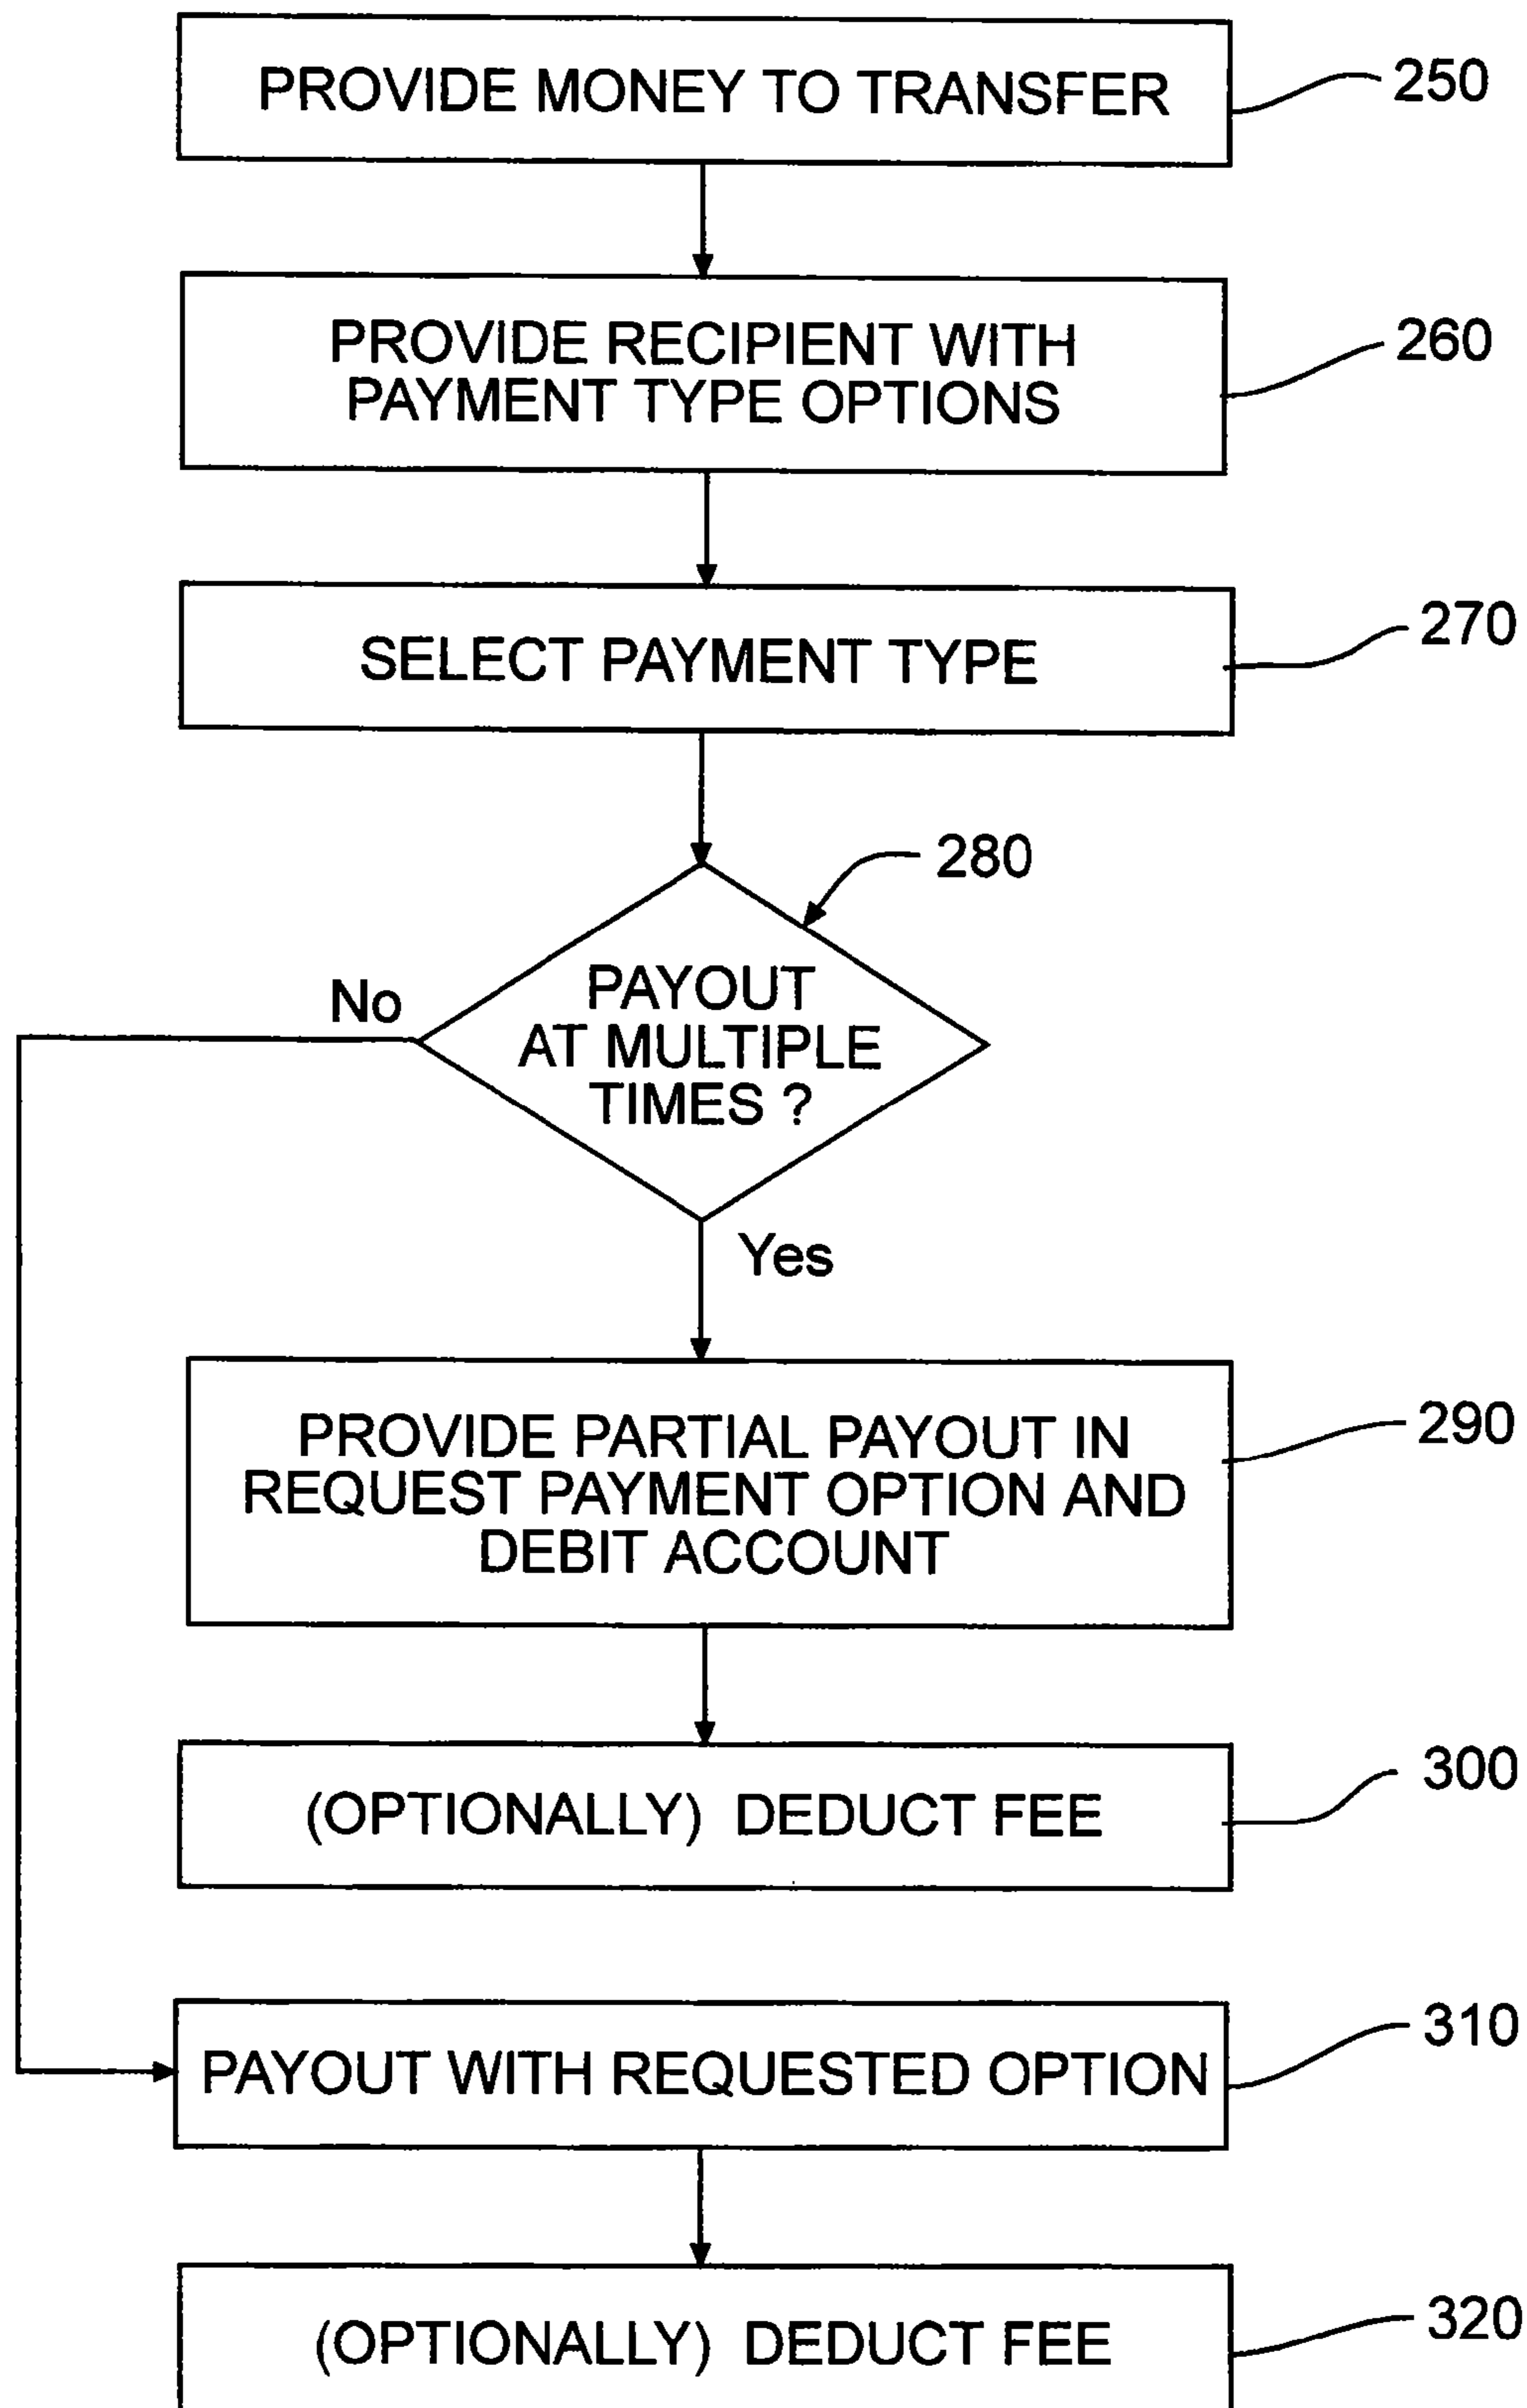 PROVIDE MONEY TO TRANSFER
250
PROVIDE RECIPIENT WITH
PAYMENT TYPE OPTIONS
260
SELECT PAYMENT TYPE
270
280
PAYOUT
AT MULTIPLE
TIMES ?
No
Yes
PROVIDE PARTIAL PAYOUT IN
REQUEST PAYMENT OPTION AND
DEBIT ACCOUNT
290
(OPTIONALLY) DEDUCT FEE
300
PAYOUT WITH REQUESTED OPTION
310
(OPTIONALLY) DEDUCT FEE
320